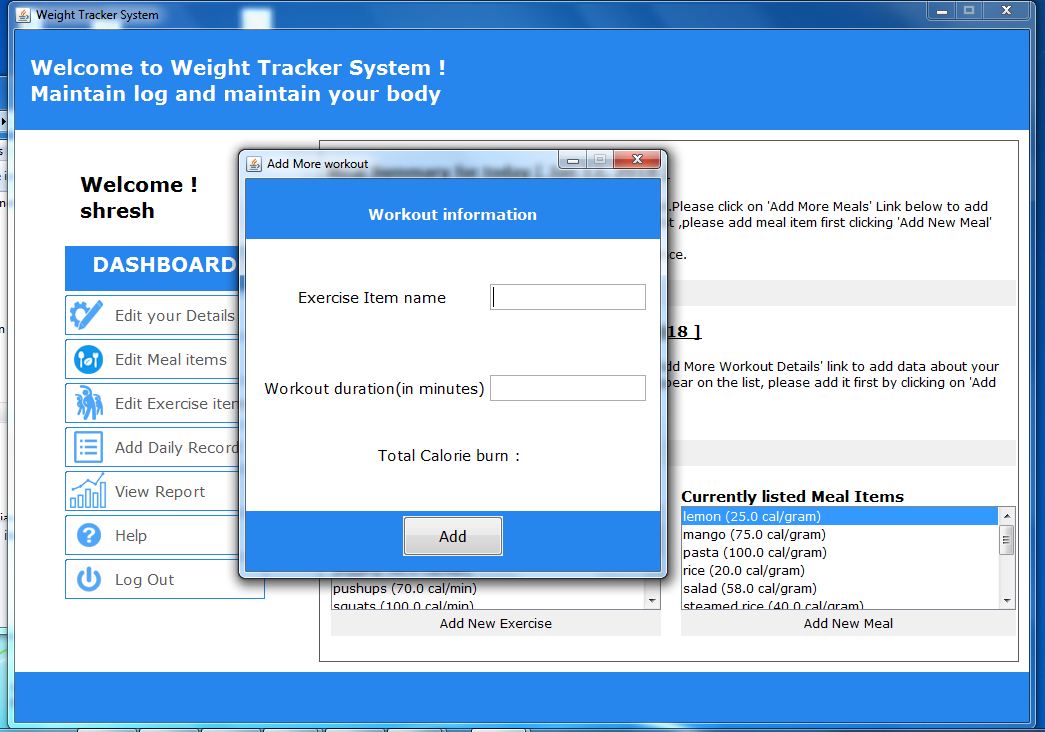 Weight Tracker System
Welcome to Weight Tracker System !
Maintain log and maintain your body
Welcome !
shresh
DASHBOARD
Edit your Details
Edit Meal items
Edit Exercise iten
Add Daily Record
View Report
Help
Log Out
Add More workout
Workout information
Exercise Item name
Workout duration(in minutes)
Total Calorie burn :
Add
.Please click on 'Add More Meals' Link below to add
t ,please add meal item first clicking 'Add New Meal'
ce.
18 ]
dd More Workout Details' link to add data about your
pear on the list, please add it first by clicking on 'Add
pushups (70.0 cal/min)
squats (100.0 cal/min)
Add New Exercise
Currently listed Meal Items
lemon (25.0 cal/gram)
mango (75.0 cal/gram)
pasta (100.0 cal/gram)
rice (20.0 cal/gram)
salad (58.0 cal/gram)
steamed rice (40.0 cal/gram)
Add New Meal